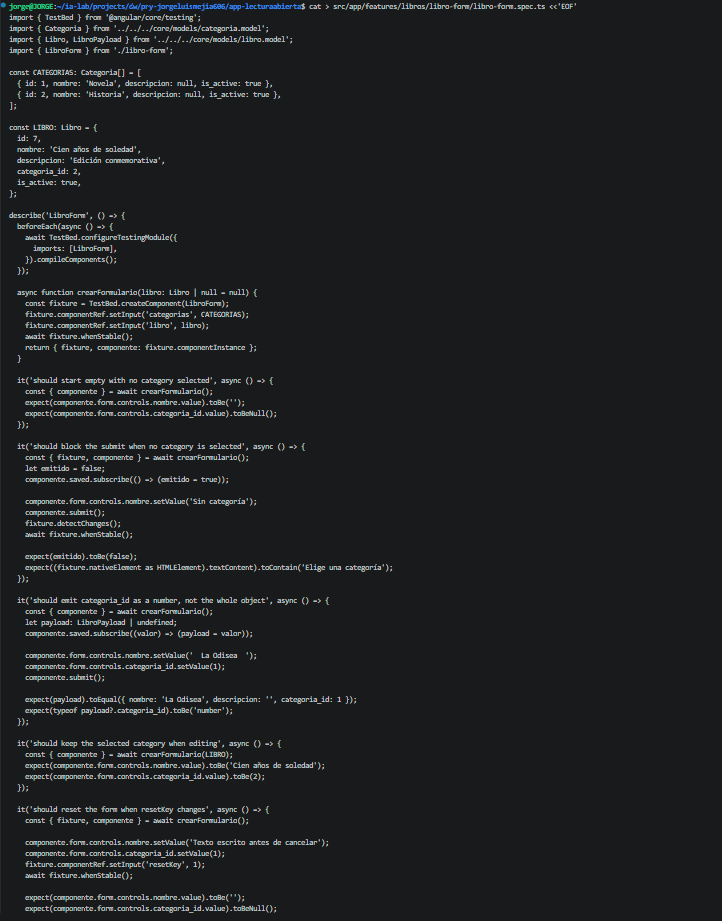 jorge@JORGE:~/ia-lab/projects/dw/pry-jorgeluismejia606/app-lecturaabierta$ cat > src/app/features/libros/libro-form/libro-form.spec.ts <<'EOF'
import { TestBed } from '@angular/core/testing';
import { Categoria } from '../../../core/models/categoria.model';
import { Libro, LibroPayload } from '../../../core/models/libro.model';
import { LibroForm } from './libro-form';

const CATEGORIAS: Categoria[] = [
  { id: 1, nombre: 'Novela', descripcion: null, is_active: true },
  { id: 2, nombre: 'Historia', descripcion: null, is_active: true },
];

const LIBRO: Libro = {
  id: 7,
  nombre: 'Cien años de soledad',
  descripcion: 'Edición conmemorativa',
  categoria_id: 2,
  is_active: true,
};

describe('LibroForm', () => {
  beforeEach(async () => {
    await TestBed.configureTestingModule({
      imports: [LibroForm],
    }).compileComponents();
  });

  async function crearFormulario(libro: Libro | null = null) {
    const fixture = TestBed.createComponent(LibroForm);
    fixture.componentRef.setInput('categorias', CATEGORIAS);
    fixture.componentRef.setInput('libro', libro);
    await fixture.whenStable();
    return { fixture, componente: fixture.componentInstance };
  }

  it('should start empty with no category selected', async () => {
    const { componente } = await crearFormulario();
    expect(componente.form.controls.nombre.value).toBe('');
    expect(componente.form.controls.categoria_id.value).toBeNull();
  });

  it('should block the submit when no category is selected', async () => {
    const { fixture, componente } = await crearFormulario();
    let emitido = false;
    componente.saved.subscribe(() => (emitido = true));

    componente.form.controls.nombre.setValue('Sin categoría');
    componente.submit();
    fixture.detectChanges();
    await fixture.whenStable();

    expect(emitido).toBe(false);
    expect((fixture.nativeElement as HTMLElement).textContent).toContain('Elige una categoría');
  });

  it('should emit categoria_id as a number, not the whole object', async () => {
    const { componente } = await crearFormulario();
    let payload: LibroPayload | undefined;
    componente.saved.subscribe((valor) => (payload = valor));

    componente.form.controls.nombre.setValue('  La Odisea  ');
    componente.form.controls.categoria_id.setValue(1);
    componente.submit();

    expect(payload).toEqual({ nombre: 'La Odisea', descripcion: '', categoria_id: 1 });
    expect(typeof payload?.categoria_id).toBe('number');
  });

  it('should keep the selected category when editing', async () => {
    const { componente } = await crearFormulario(LIBRO);
    expect(componente.form.controls.nombre.value).toBe('Cien años de soledad');
    expect(componente.form.controls.categoria_id.value).toBe(2);
  });

  it('should reset the form when resetKey changes', async () => {
    const { fixture, componente } = await crearFormulario();

    componente.form.controls.nombre.setValue('Texto escrito antes de cancelar');
    componente.form.controls.categoria_id.setValue(1);
    fixture.componentRef.setInput('resetKey', 1);
    await fixture.whenStable();

    expect(componente.form.controls.nombre.value).toBe('');
    expect(componente.form.controls.categoria_id.value).toBeNull();